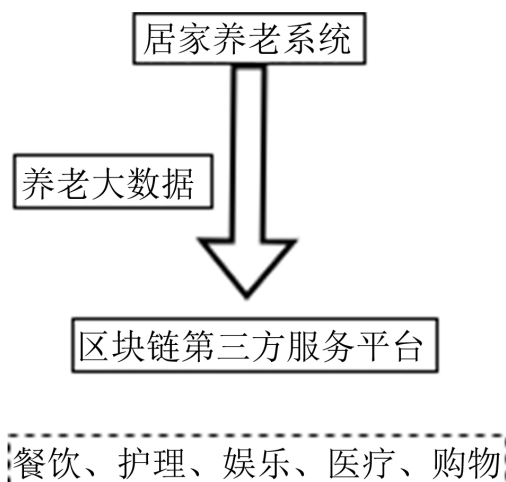 居家养老系统
养老大数据
区块链第三方服务平台
餐饮、护理、娱乐、医疗、购物